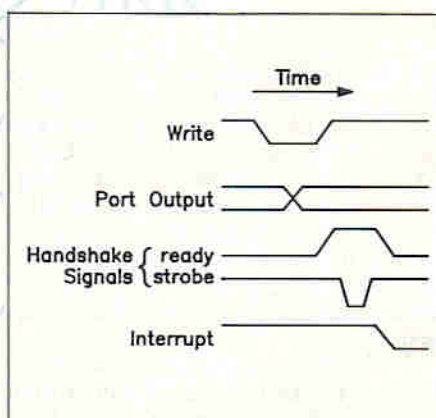 Time
Write
Port Output
Handshake { ready
Signals { strobe
Interrupt